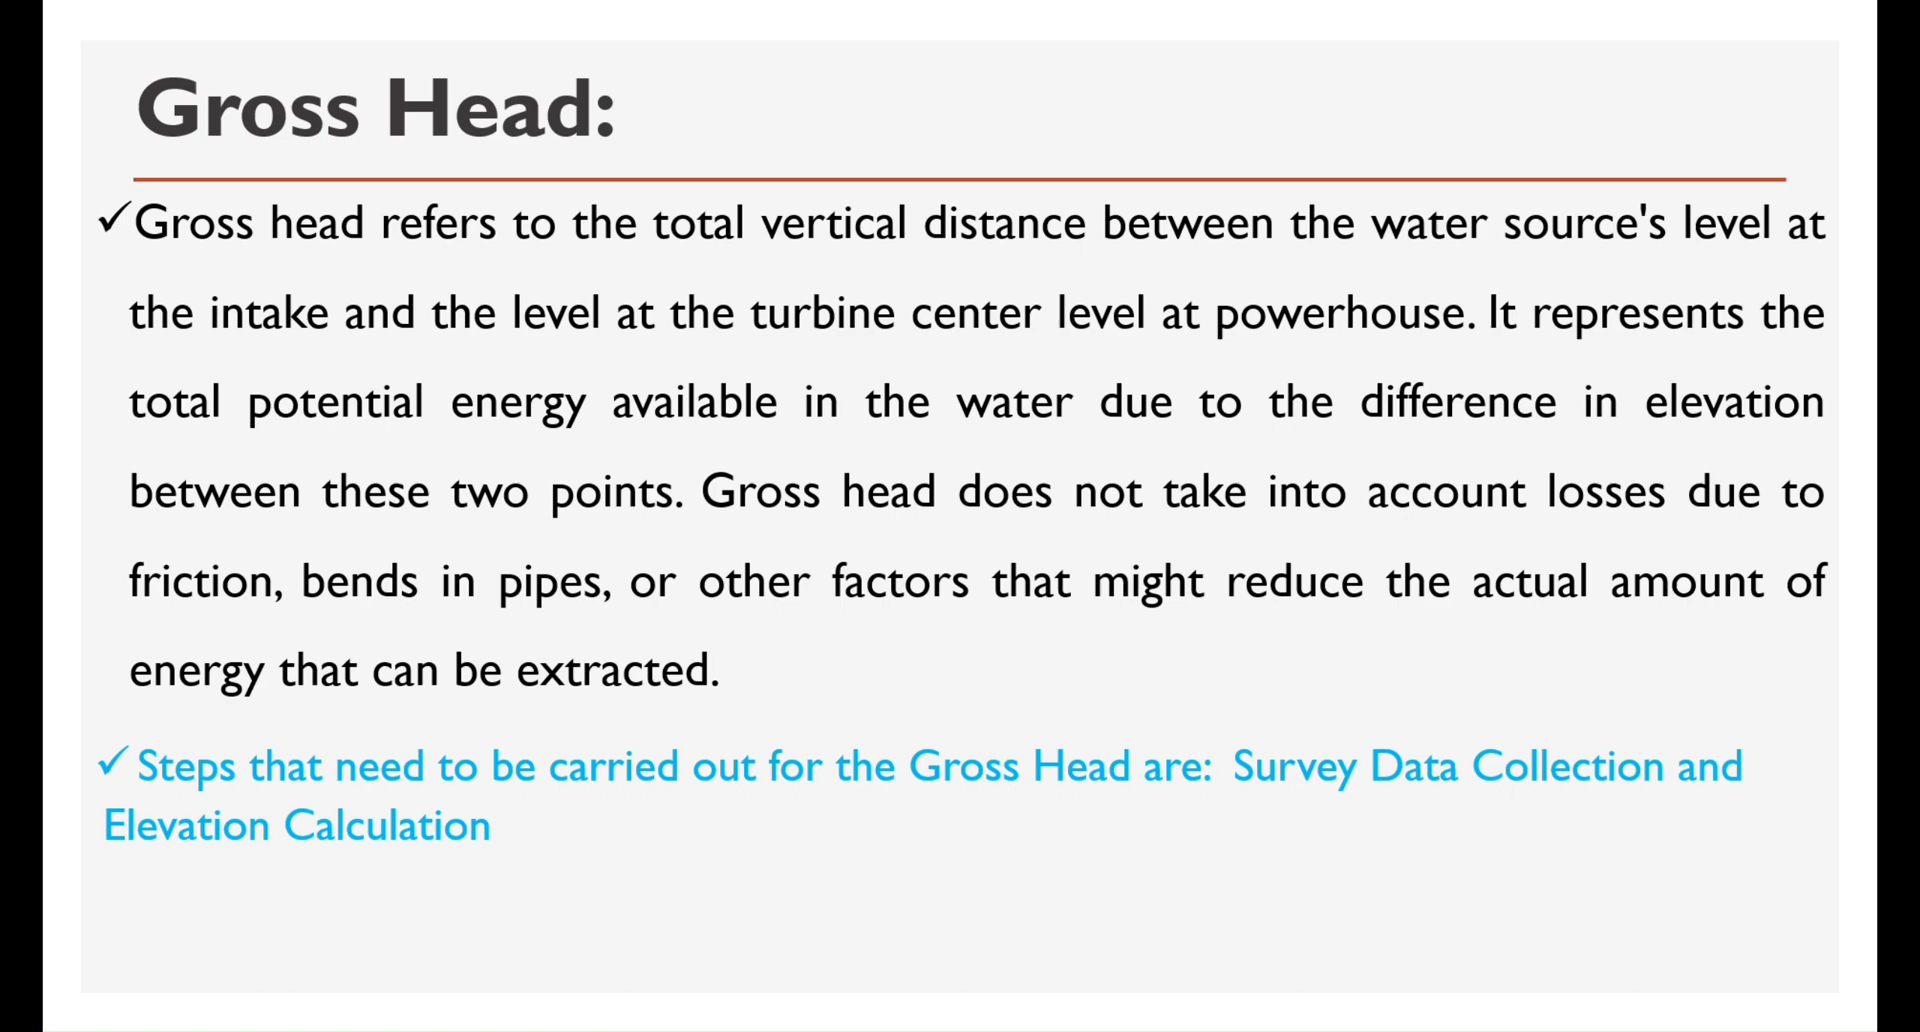 Gross Head:
✓Gross head refers to the total vertical distance between the water source's level at
the intake and the level at the turbine center level at powerhouse. It represents the
total potential energy available in the water due to the difference in elevation
between these two points. Gross head does not take into account losses due to
friction, bends in pipes, or other factors that might reduce the actual amount of
energy that can be extracted.
✓ Steps that need to be carried out for the Gross Head are: Survey Data Collection and
Elevation Calculation